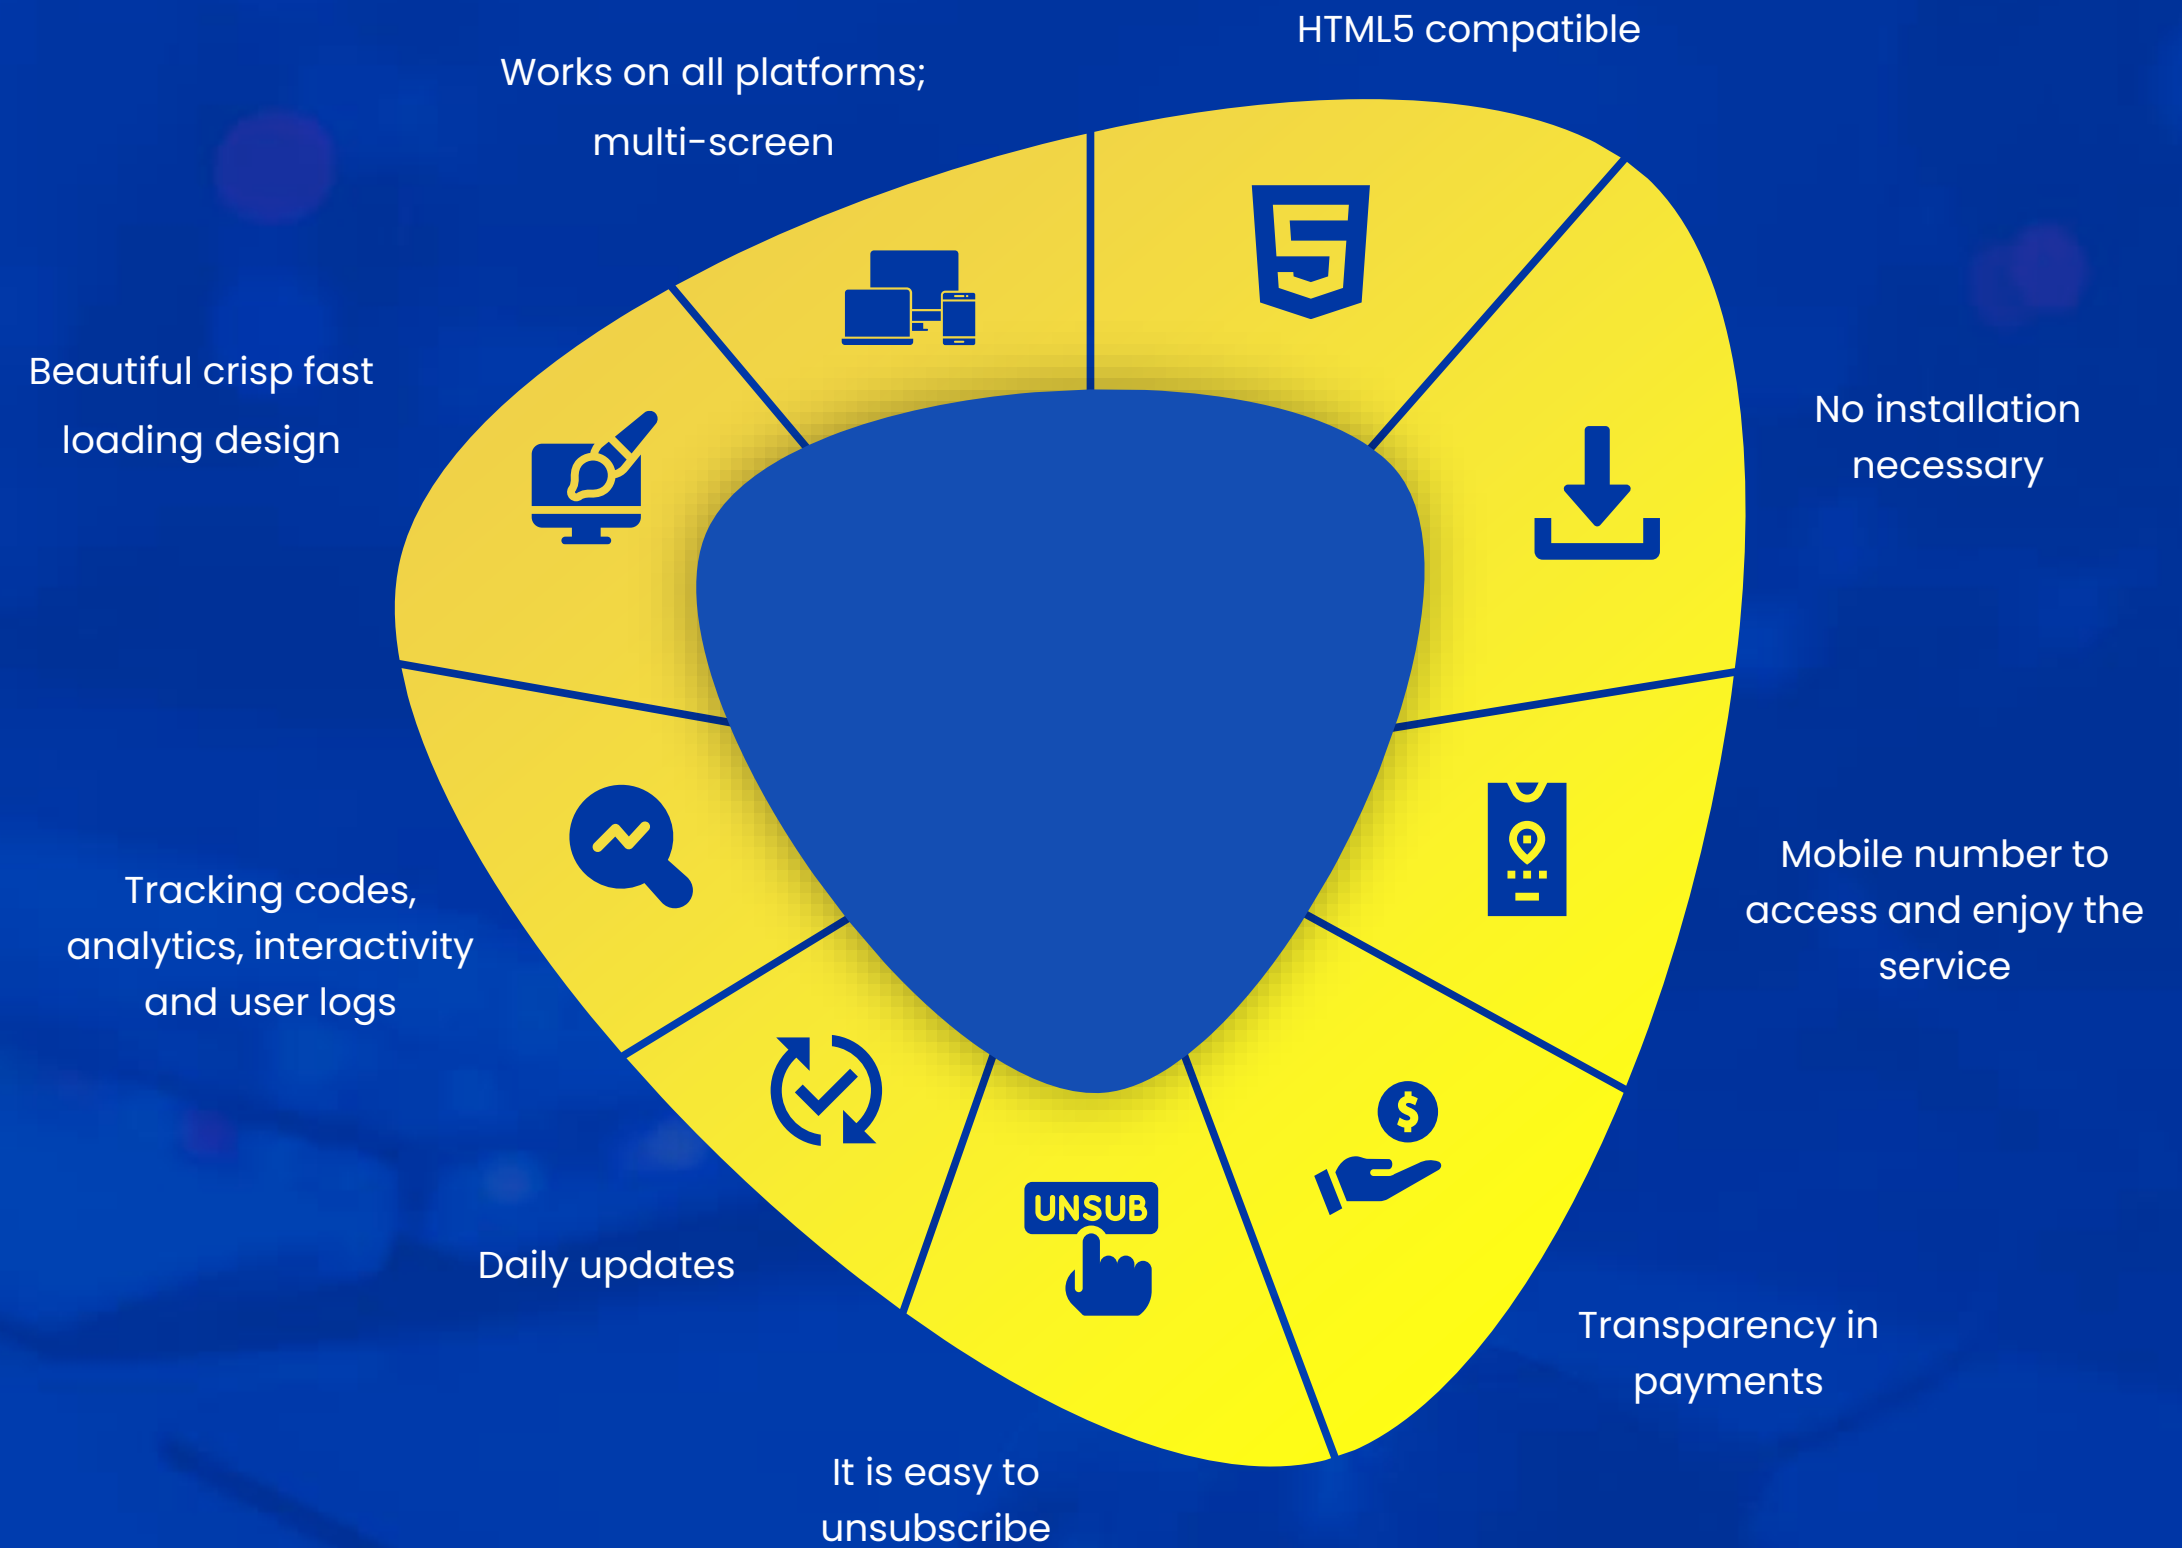 HTML5 compatible
Works on all platforms;
multi-screen
Beautiful crisp fast
loading design
No installation
necessary
Mobile number to
access and enjoy the
service
Tracking codes,
analytics, interactivity
and user logs
UNSUB
Daily updates
Transparency in
payments
It is easy to
unsubscribe
5
$